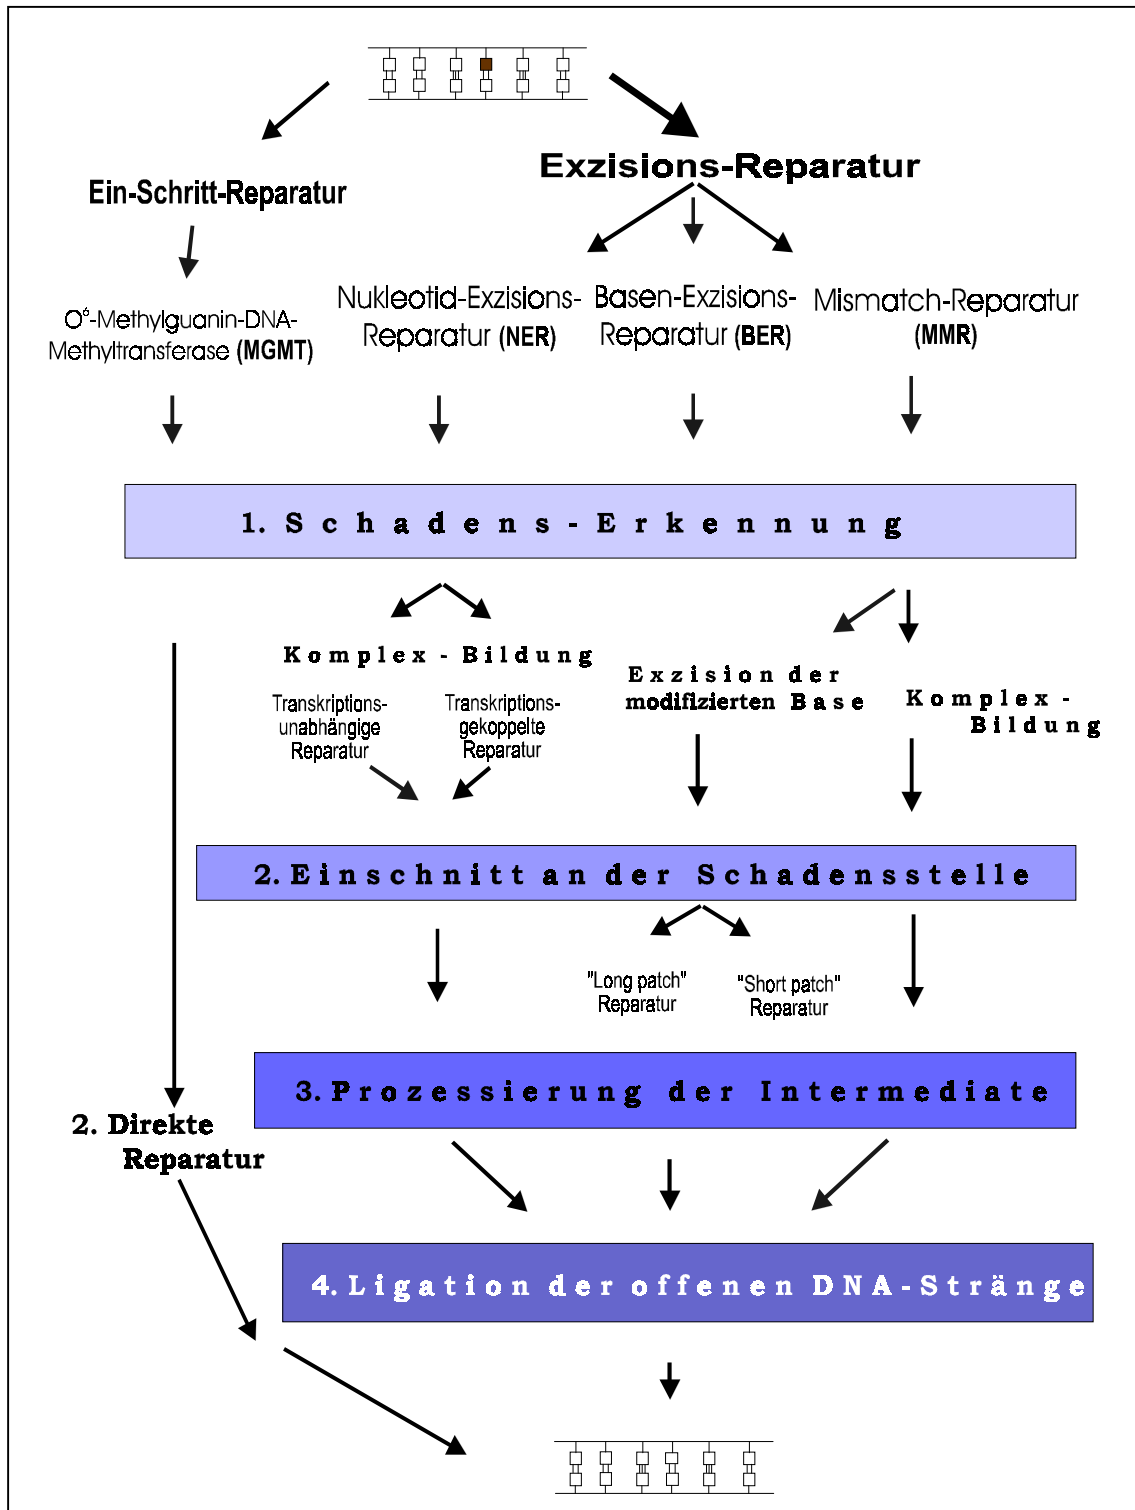 Exzisions-Reparatur
Ein-Schritt-Reparatur
O⁶-Methylguanin-DNA-
Methyltransferase (MGMT)
Nukleotid-Exzisions-
Reparatur (NER)
Basen-Exzisions-
Reparatur (BER)
Mismatch-Reparatur
(MMR)
1. Schadens-Erkennung
Komplex - Bildung
Transkriptions-
unabhängige
Reparatur
Transkriptions-
gekoppelte
Reparatur
Exzision der
modifizierten Base
Komplex -
Bildung
2. Einschnitt an der Schadensstelle
"Long patch"
Reparatur
"Short patch"
Reparatur
3. Prozessierung der Intermediate
2. Direkte
Reparatur
4. Ligation der offenen DNA-Stränge